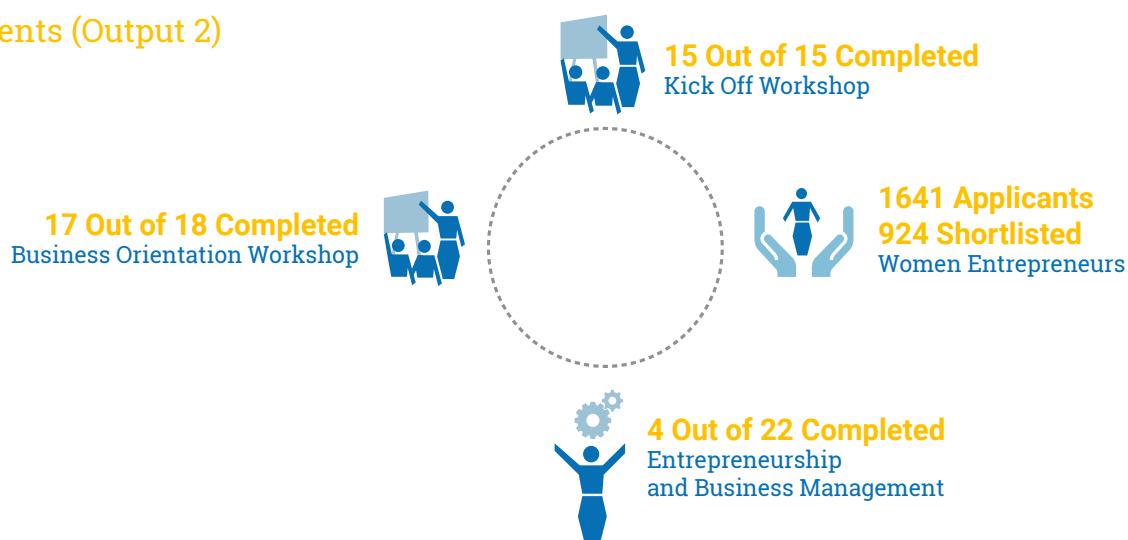 (Output 2)
15 Out of 15 Completed
Kick Off Workshop
1641 Applicants
924 Shortlisted
Women Entrepreneurs
17 Out of 18 Completed
Business Orientation Workshop
4 Out of 22 Completed
Entrepreneurship
and Business Management